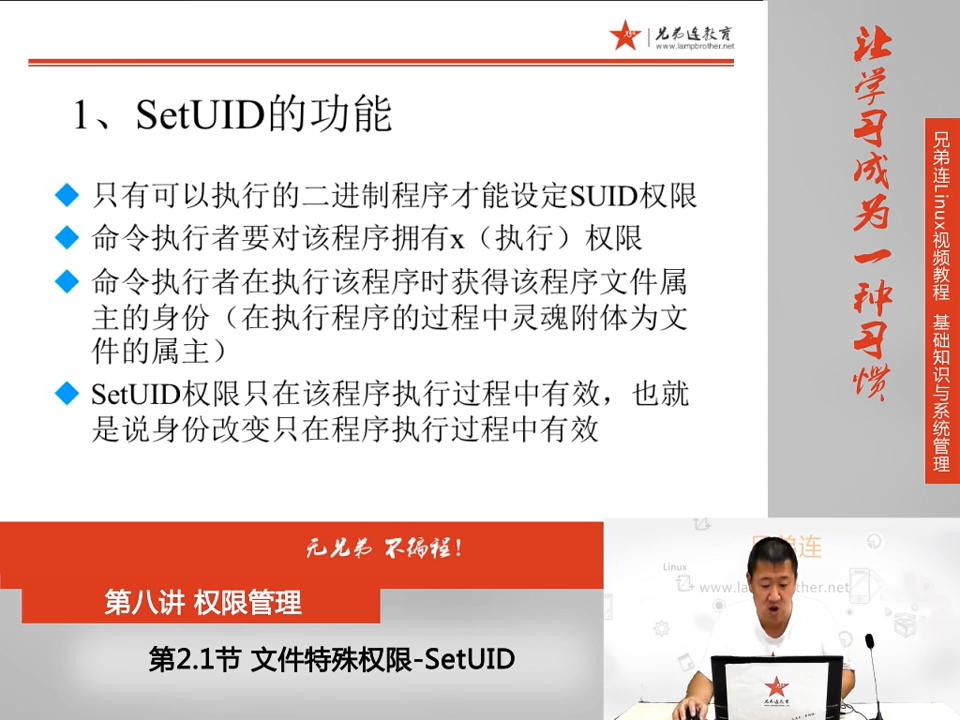 兄弟连教育
www.lampbrother.net
1、SetUID的功能
只有可以执行的二进制程序才能设定SUID权限
命令执行者要对该程序拥有x（执行）权限
命令执行者在执行该程序时获得该程序文件属
主的身份（在执行程序的过程中灵魂附体为文
件的属主）
SetUID权限只在该程序执行过程中有效，也就
是说身份改变只在程序执行过程中有效
让学习成为一种习惯
兄弟连Linux视频教程 基础知识与系统管理
无兄弟 不编程！
第八讲 权限管理
第2.1节 文件特殊权限-SetUID
Linux